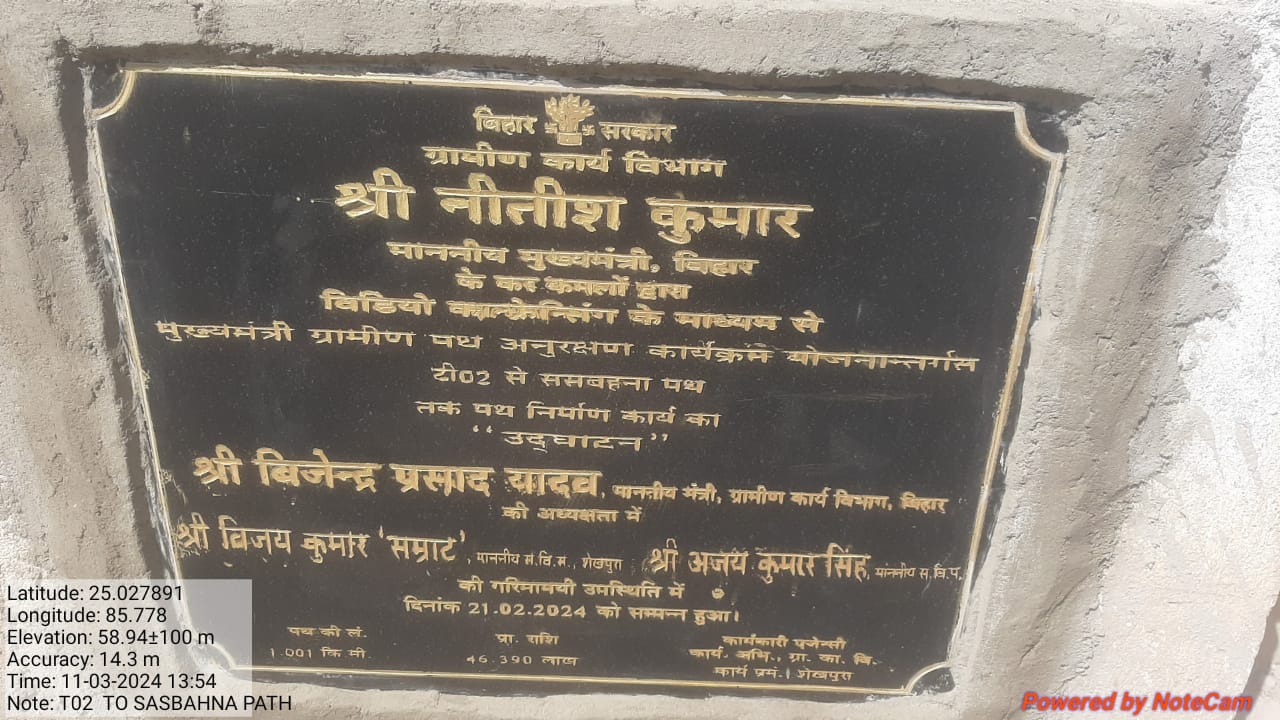 बिहार सरकार
ग्रामीण कार्य विभाग
श्री नीतीश कुमार
माननीय मुख्यमंत्री, बिहार
के कर कमलों द्वारा
विडियो कान्फ्रेन्सिंग के माध्यम से
मुख्यमंत्री ग्रामीण पथ अनुरक्षण कार्यक्रम योजनान्तर्गत
टी02 से ससबहना पथ
तक पथ निर्माण कार्य का
“उद्घाटन”
श्री बिजेन्द्र प्रसाद यादव, माननीय मंत्री, ग्रामीण कार्य विभाग, बिहार
की अध्यक्षता में
श्री विजय कुमार 'सम्राट', माननीय स.वि.स., शेखपुरा श्री अजय कुमार सिंह, माननीय स.वि.प.
की गरिमामयी उपस्थिति में
दिनांक 21.02.2024 को सम्पन्न हुआ।
पथ की लं. प्रा. राशि कार्यकारी एजेन्सी
1.001 कि.मी. 46.390 लाख कार्य. अभि., ग्रा. का. वि.
कार्य प्रमं.। शेखपुरा
Latitude: 25.027891
Longitude: 85.778
Elevation: 58.94±100 m
Accuracy: 14.3 m
Time: 11-03-2024 13:54
Note: T02 TO SASBAHNA PATH
Powered by NoteCam